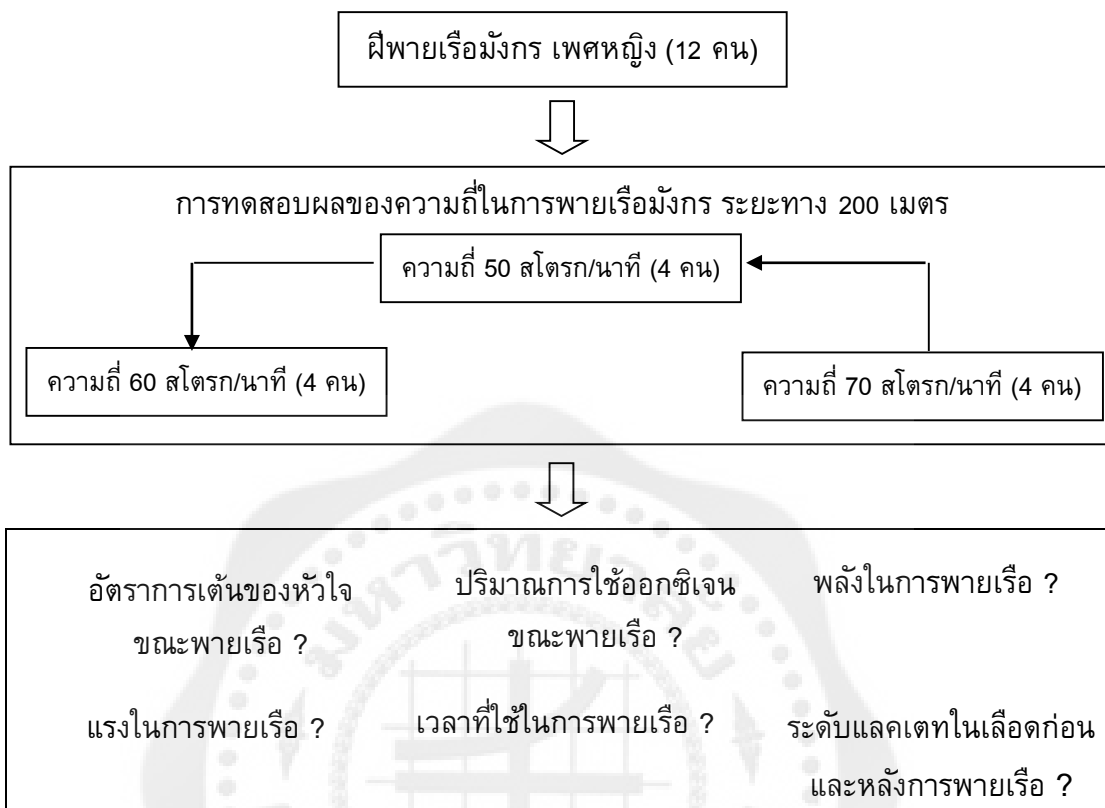 ฝีพายเรือมังกร เพศหญิง (12 คน)
การทดสอบผลของความถี่ในการพายเรือมังกร ระยะทาง 200 เมตร
ความถี่ 50 สโตรก/นาที (4 คน)
ความถี่ 60 สโตรก/นาที (4 คน)
ความถี่ 70 สโตรก/นาที (4 คน)
อัตราการเต้นของหัวใจ
ขณะพายเรือ ?
ปริมาณการใช้ออกซิเจน
ขณะพายเรือ ?
พลังในการพายเรือ ?
แรงในการพายเรือ ?
เวลาที่ใช้ในการพายเรือ ?
ระดับแลคเตทในเลือดก่อน
และหลังการพายเรือ ?
มหาวิทยาลัย